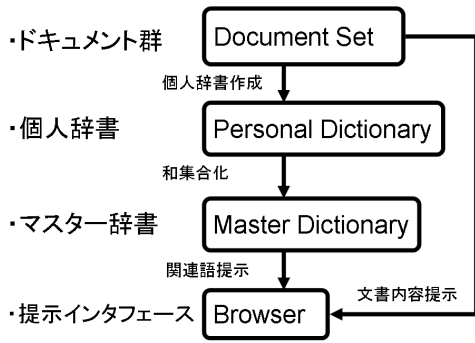 ・ドキュメント群
Document Set
個人辞書作成
・個人辞書
Personal Dictionary
和集合化
・マスター辞書
Master Dictionary
関連語提示
文書内容提示
・提示インタフェース
Browser